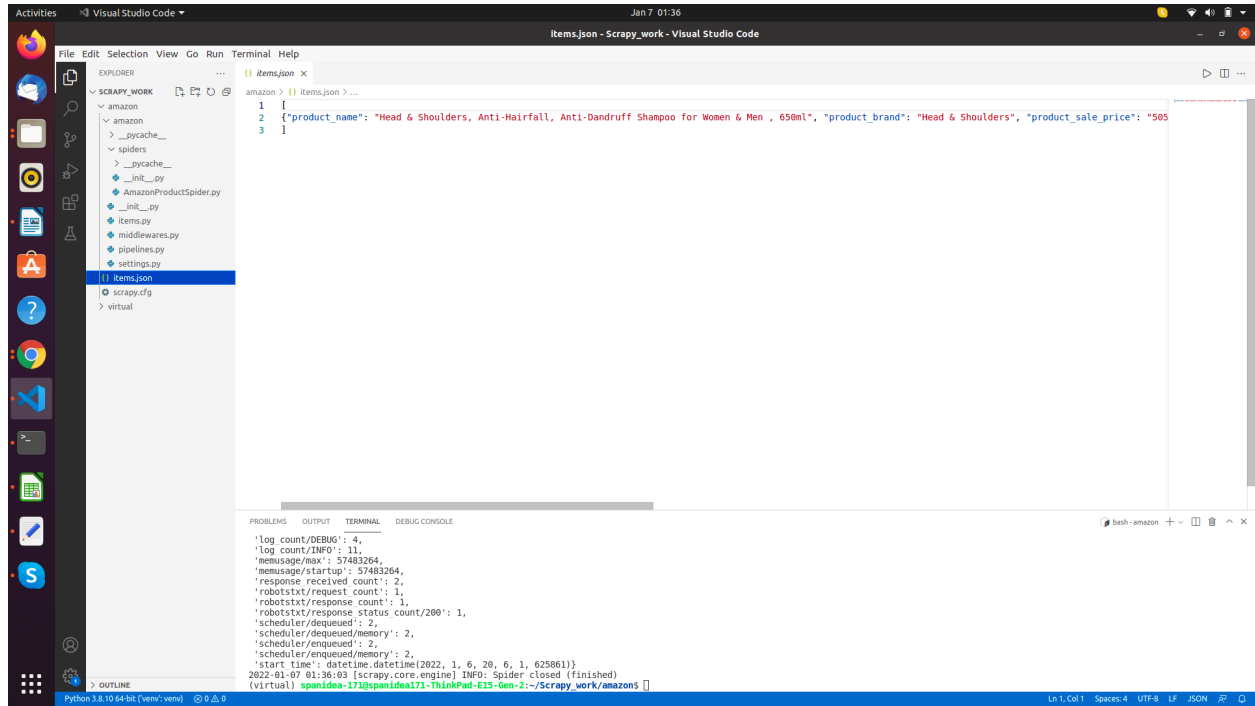 Activities
Visual Studio Code
Jan 7 01:36
items.json - Scrapy_work - Visual Studio Code
File Edit Selection View Go Run Terminal Help
EXPLORER
SCRAPY_WORK
amazon
amazon
__pycache__
spiders
__pycache__
__init__.py
AmazonProductSpider.py
__init__.py
items.py
middlewares.py
pipelines.py
settings.py
{} items.json
scrapy.cfg
virtual
OUTLINE
{} items.json ×
amazon > {} items.json > ...
1 [
2 {"product_name": "Head & Shoulders, Anti-Hairfall, Anti-Dandruff Shampoo for Women & Men , 650ml", "product_brand": "Head & Shoulders", "product_sale_price": "505
3 ]
PROBLEMS OUTPUT TERMINAL DEBUG CONSOLE
bash - amazon
'log_count/DEBUG': 4,
'log_count/INFO': 11,
'memusage/max': 57483264,
'memusage/startup': 57483264,
'response_received_count': 2,
'robotstxt/request_count': 1,
'robotstxt/response_count': 1,
'robotstxt/response_status_count/200': 1,
'scheduler/dequeued': 2,
'scheduler/dequeued/memory': 2,
'scheduler/enqueued': 2,
'scheduler/enqueued/memory': 2,
'start_time': datetime.datetime(2022, 1, 6, 20, 6, 1, 625861)}
2022-01-07 01:36:03 [scrapy.core.engine] INFO: Spider closed (finished)
(virtual) spanidea-171@spanidea171-ThinkPad-E15-Gen-2:~/Scrapy_work/amazon$
Python 3.8.10 64-bit ('venv': venv) 0 0
Ln 1, Col 1 Spaces: 4 UTF-8 LF JSON